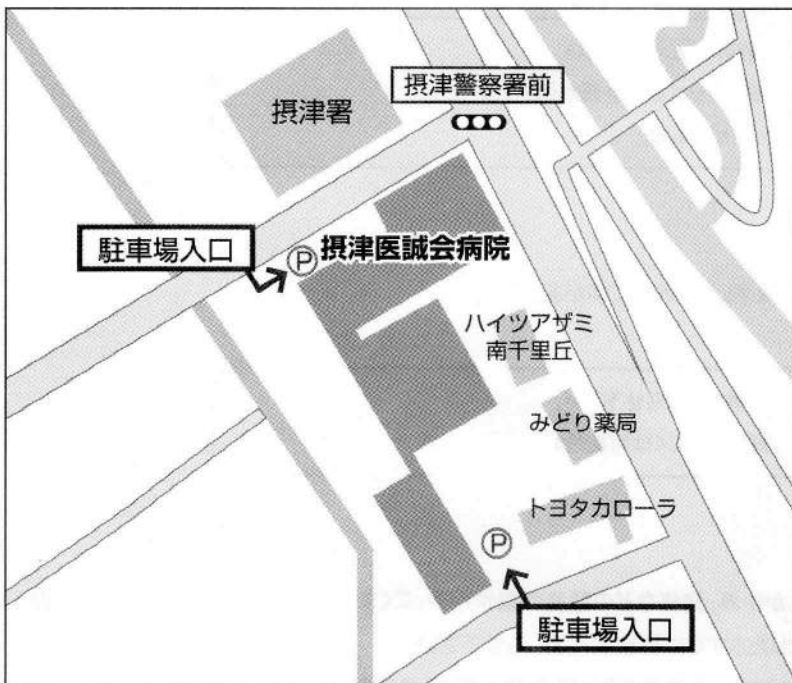 摂津警察署前
摂津署
駐車場入口
Ⓟ摂津医誠会病院
ハイツアザミ
南千里丘
みどり薬局
トヨタカローラ
Ⓟ
駐車場入口